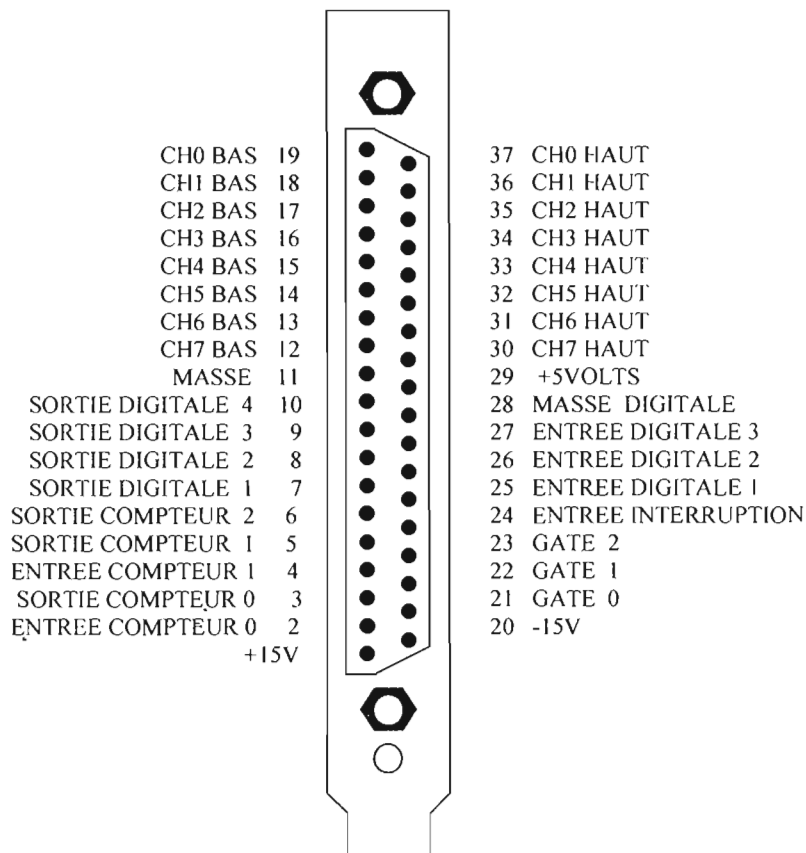 CH0 BAS 19
CH1 BAS 18
CH2 BAS 17
CH3 BAS 16
CH4 BAS 15
CH5 BAS 14
CH6 BAS 13
CH7 BAS 12
MASSE 11
SORTIE DIGITALE 4 10
SORTIE DIGITALE 3 9
SORTIE DIGITALE 2 8
SORTIE DIGITALE 1 7
SORTIE COMPTEUR 2 6
SORTIE COMPTEUR 1 5
ENTREE COMPTEUR 1 4
SORTIE COMPTEUR 0 3
ENTREE COMPTEUR 0 2
+15V
37 CH0 HAUT
36 CH1 HAUT
35 CH2 HAUT
34 CH3 HAUT
33 CH4 HAUT
32 CH5 HAUT
31 CH6 HAUT
30 CH7 HAUT
29 +5VOLTS
28 MASSE DIGITALE
27 ENTREE DIGITALE 3
26 ENTREE DIGITALE 2
25 ENTREE DIGITALE 1
24 ENTREE INTERRUPTION
23 GATE 2
22 GATE 1
21 GATE 0
20 -15V